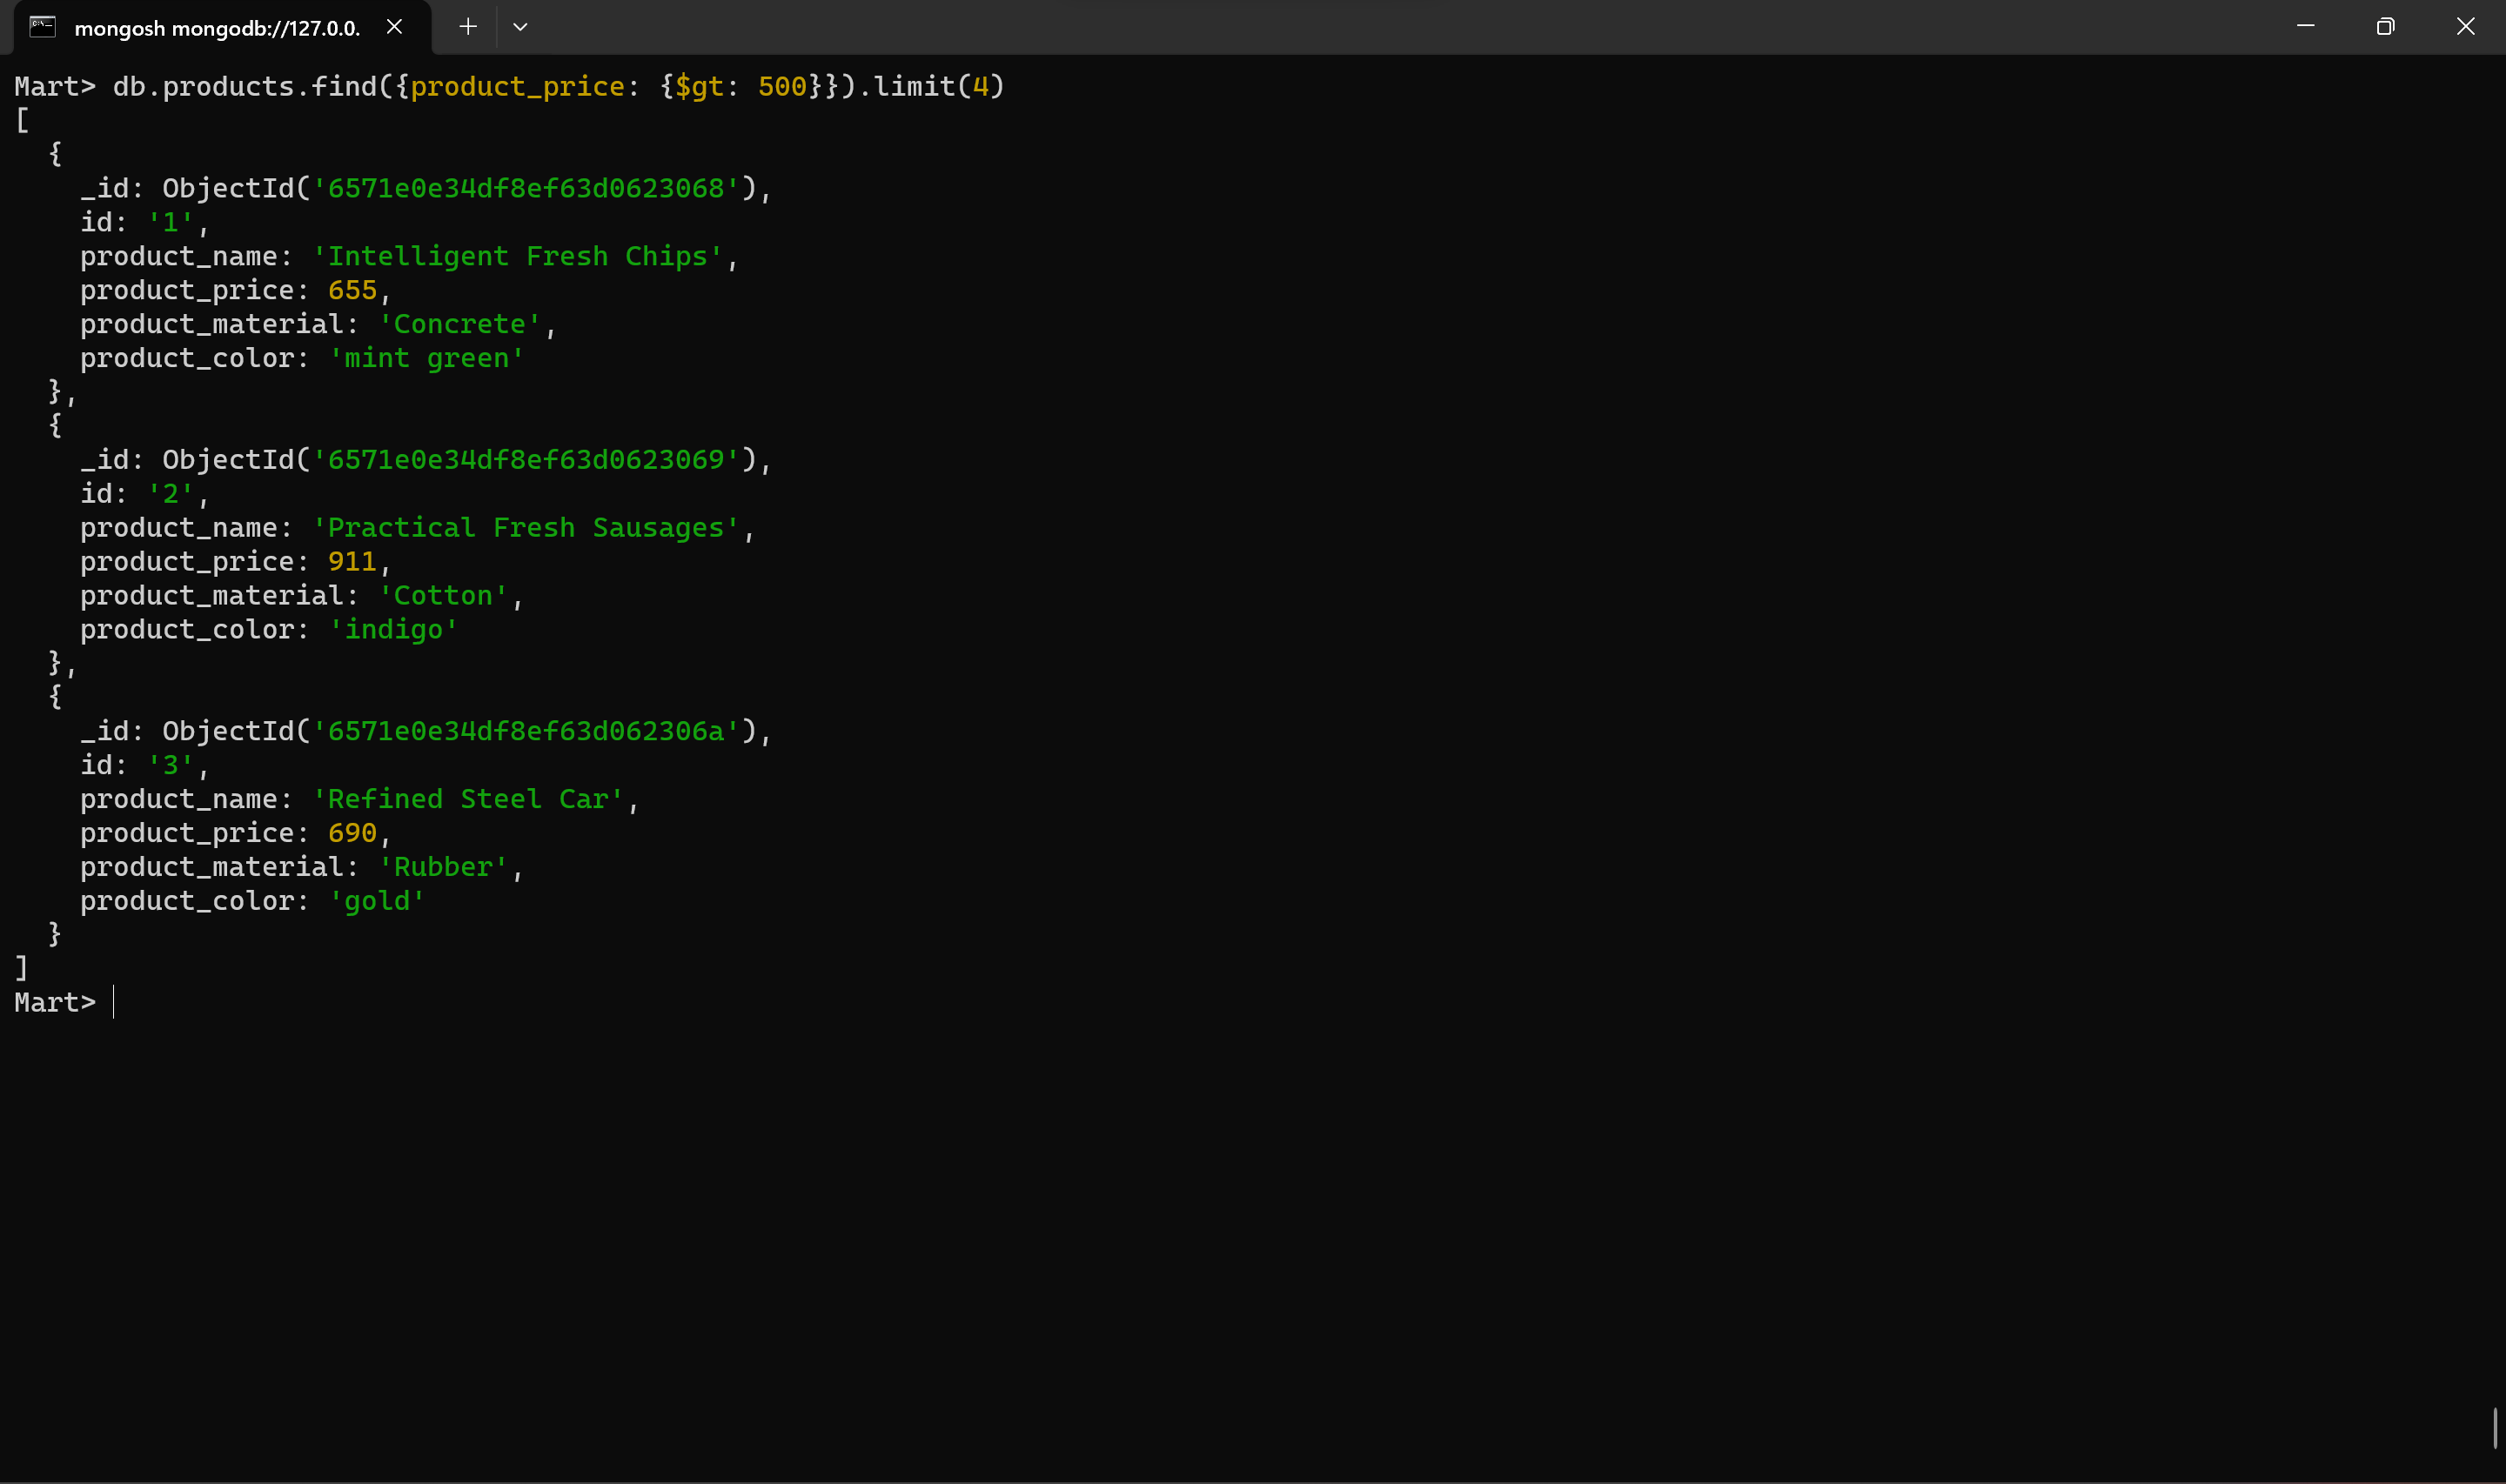 mongosh mongodb://127.0.0.
Mart> db.products.find({product_price: {$gt: 500}}).limit(4)
[
  {
    _id: ObjectId('6571e0e34df8ef63d0623068'),
    id: '1',
    product_name: 'Intelligent Fresh Chips',
    product_price: 655,
    product_material: 'Concrete',
    product_color: 'mint green'
  },
  {
    _id: ObjectId('6571e0e34df8ef63d0623069'),
    id: '2',
    product_name: 'Practical Fresh Sausages',
    product_price: 911,
    product_material: 'Cotton',
    product_color: 'indigo'
  },
  {
    _id: ObjectId('6571e0e34df8ef63d062306a'),
    id: '3',
    product_name: 'Refined Steel Car',
    product_price: 690,
    product_material: 'Rubber',
    product_color: 'gold'
  }
]
Mart>